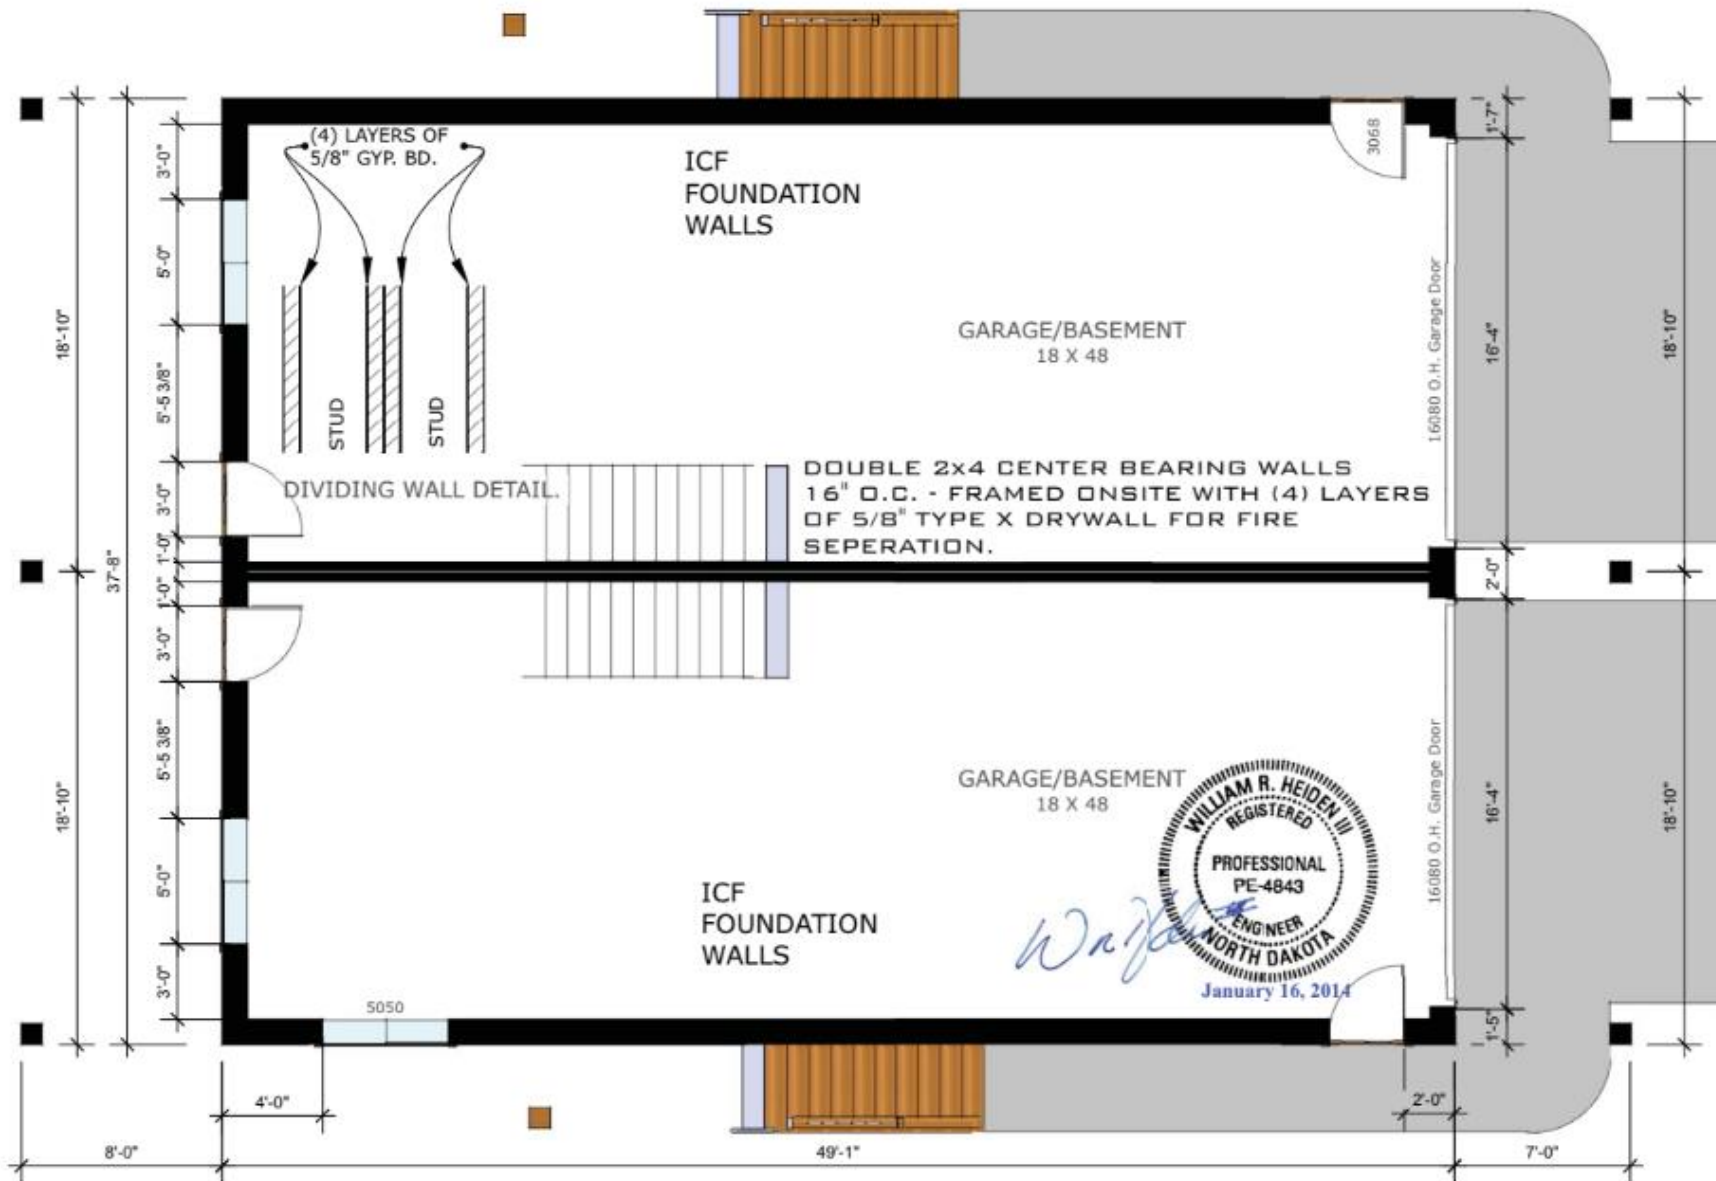 (4) LAYERS OF
5/8" GYP. BD.
ICF
FOUNDATION
WALLS
3068
1'-7"
3'-0"
5'-0"
18'-10"
5'-5 3/8"
STUD
STUD
GARAGE/BASEMENT
18 X 48
16080 O.H. Garage Door
16'-4"
18'-10"
DIVIDING WALL DETAIL.
3'-0"
DOUBLE 2x4 CENTER BEARING WALLS
16" O.C. - FRAMED ONSITE WITH (4) LAYERS
OF 5/8" TYPE X DRYWALL FOR FIRE
SEPERATION.
1'-0"
37'-8"
1'-0"
2'-0"
3'-0"
5'-5 3/8"
18'-10"
GARAGE/BASEMENT
18 X 48
16080 O.H. Garage Door
16'-4"
18'-10"
WILLIAM R. HEIDEN III
REGISTERED
PROFESSIONAL
PE-4843
ENGINEER
NORTH DAKOTA
January 16, 2014
5'-0"
ICF
FOUNDATION
WALLS
3'-0"
5050
1'-5"
4'-0"
2'-0"
8'-0"
49'-1"
7'-0"